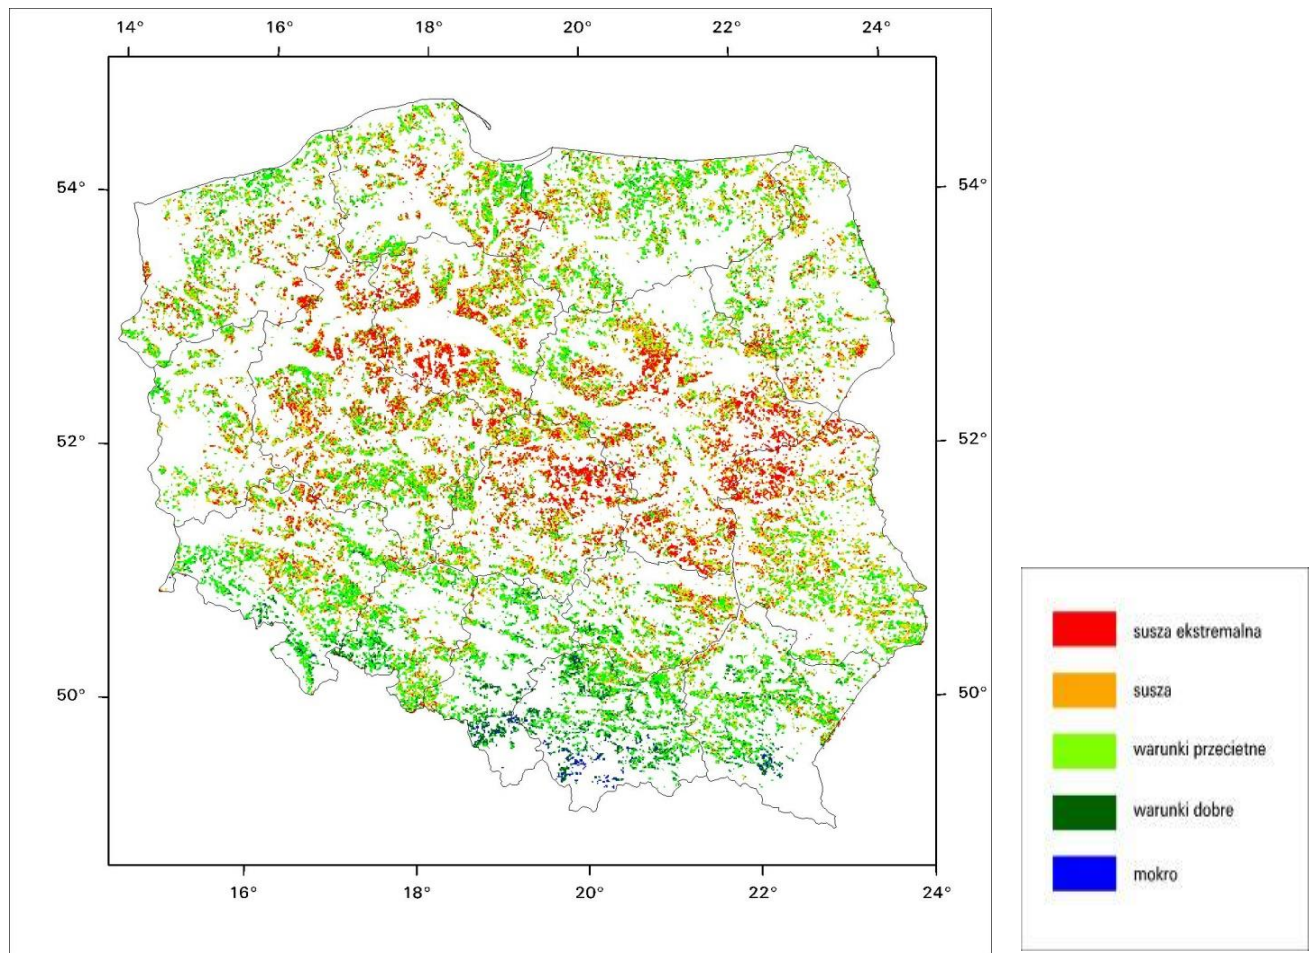 14° 16° 18° 20° 22° 24°
54° 54°
52° 52°
50° 50°
16° 18° 20° 22° 24°
susza ekstremalna
susza
warunki przecietne
warunki dobre
mokro